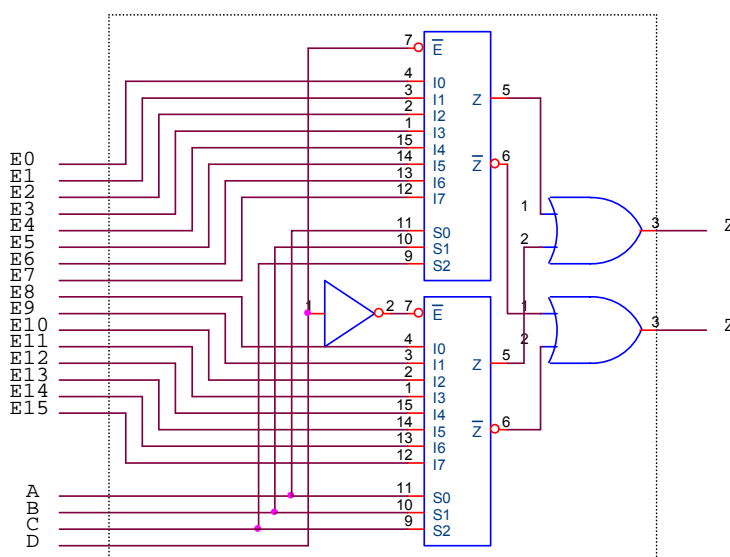 7 E
4 I0
3 I1 Z 5
2 I2
1 I3
15 I4
E0 14 I5 Z 6
E1 13 I6
E2 12 I7
E3 1
E4 11 S0 3 Z
E5 10 S1 2
E6 9 S2
E7
E8
E9 1 2 7 E 1
E10 3 Z
E11 4 I0 2
E12 3 I1 Z 5
E13 2 I2
E14 1 I3
E15 15 I4
14 I5 Z 6
13 I6
12 I7
A 11 S0
B 10 S1
C 9 S2
D